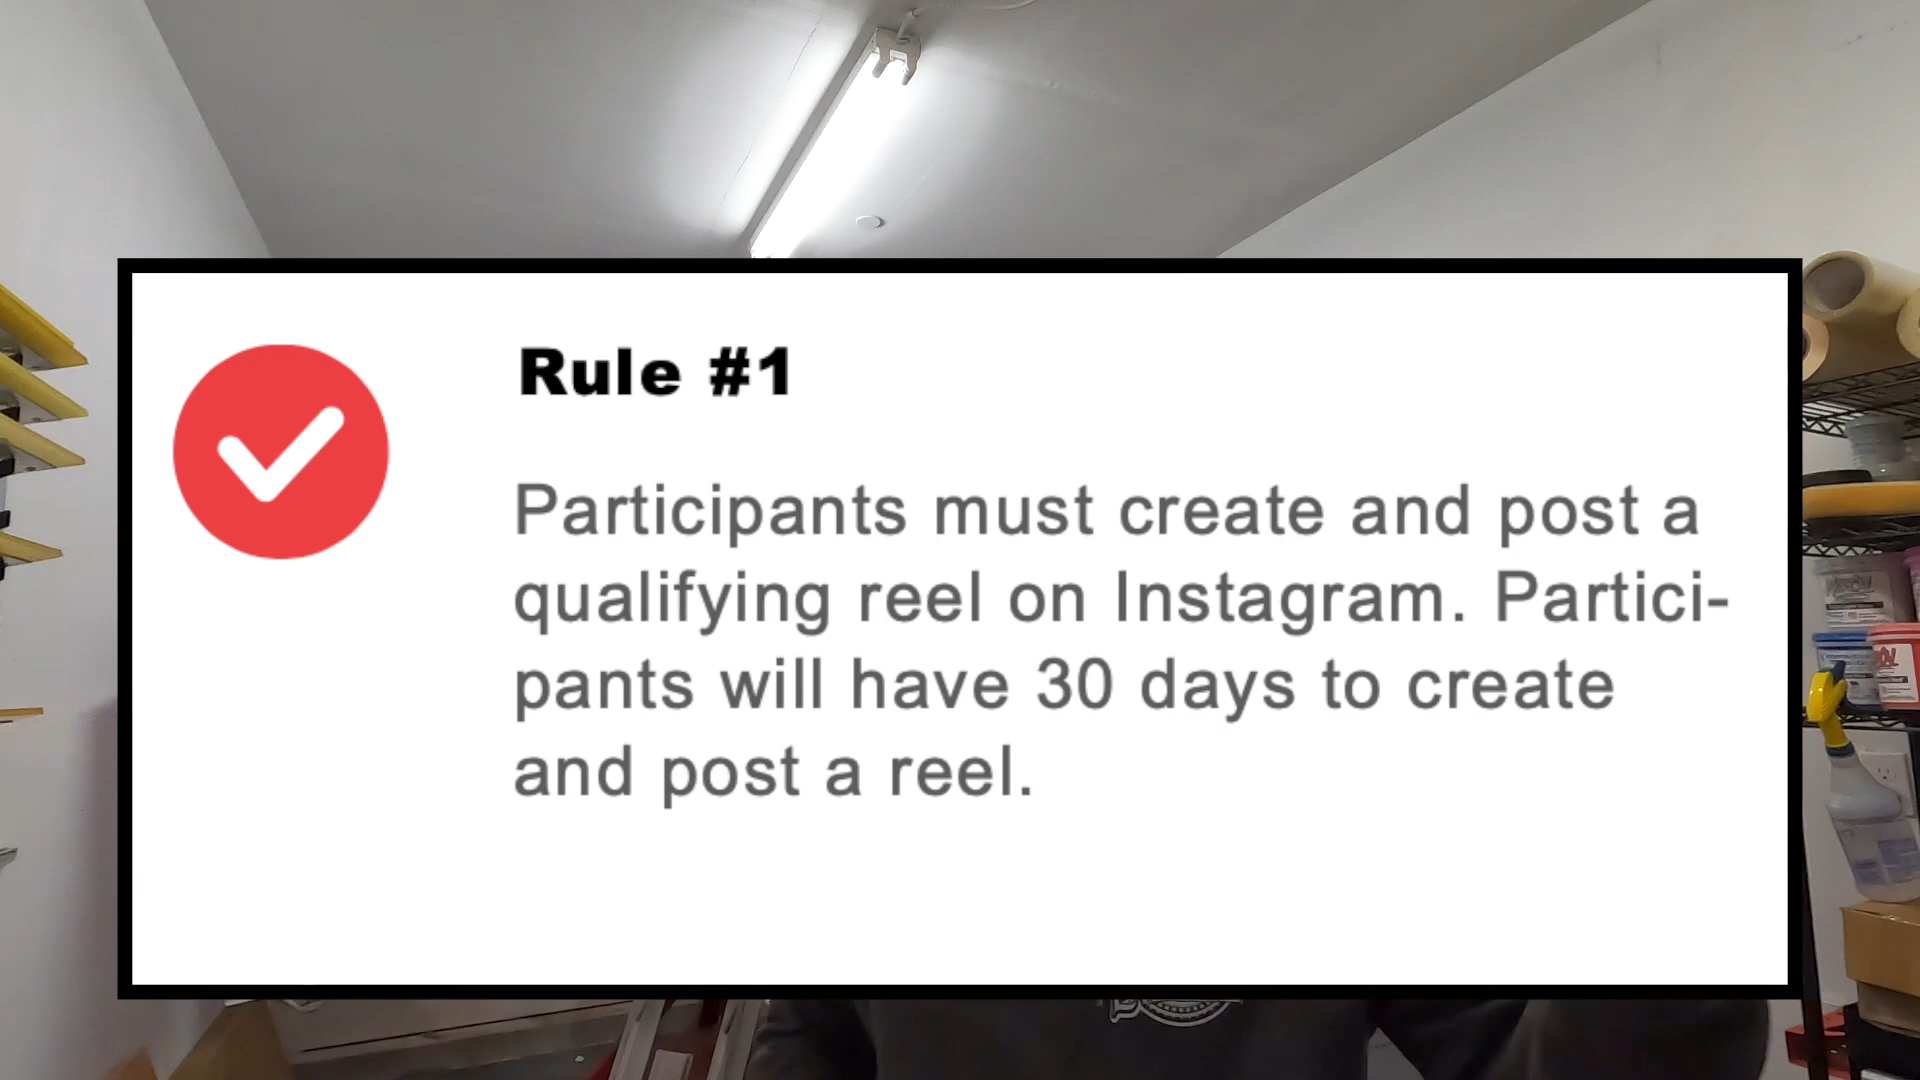 Rule #1
Participants must create and post a
qualifying reel on Instagram. Partici-
pants will have 30 days to create
and post a reel.